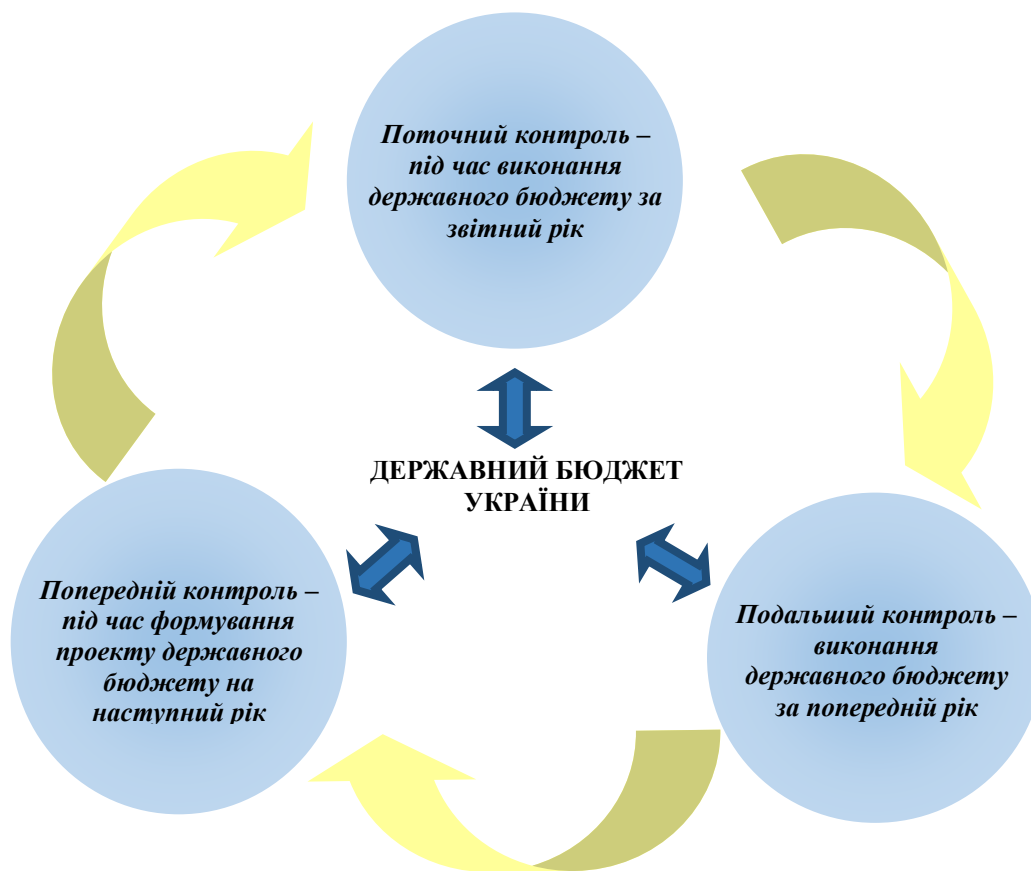 Поточний контроль –
під час виконання
державного бюджету за
звітний рік
ДЕРЖАВНИЙ БЮДЖЕТ
УКРАЇНИ
Попередній контроль –
під час формування
проекту державного
бюджету на
наступний рік
Подальший контроль –
виконання
державного бюджету
за попередній рік